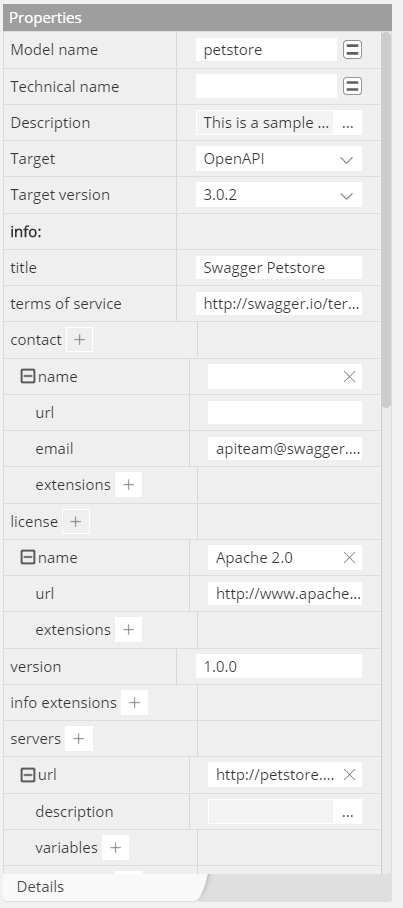 Properties
Model name petstore
Technical name
Description This is a sample ... ...
Target OpenAPI
Target version 3.0.2
info:
title Swagger Petstore
terms of service http://swagger.io/ter...
contact +
name
url
email apiteam@swagger....
extensions +
license +
name Apache 2.0
url http://www.apache...
extensions +
version 1.0.0
info extensions +
servers +
url http://petstore....
description ...
variables +
Details